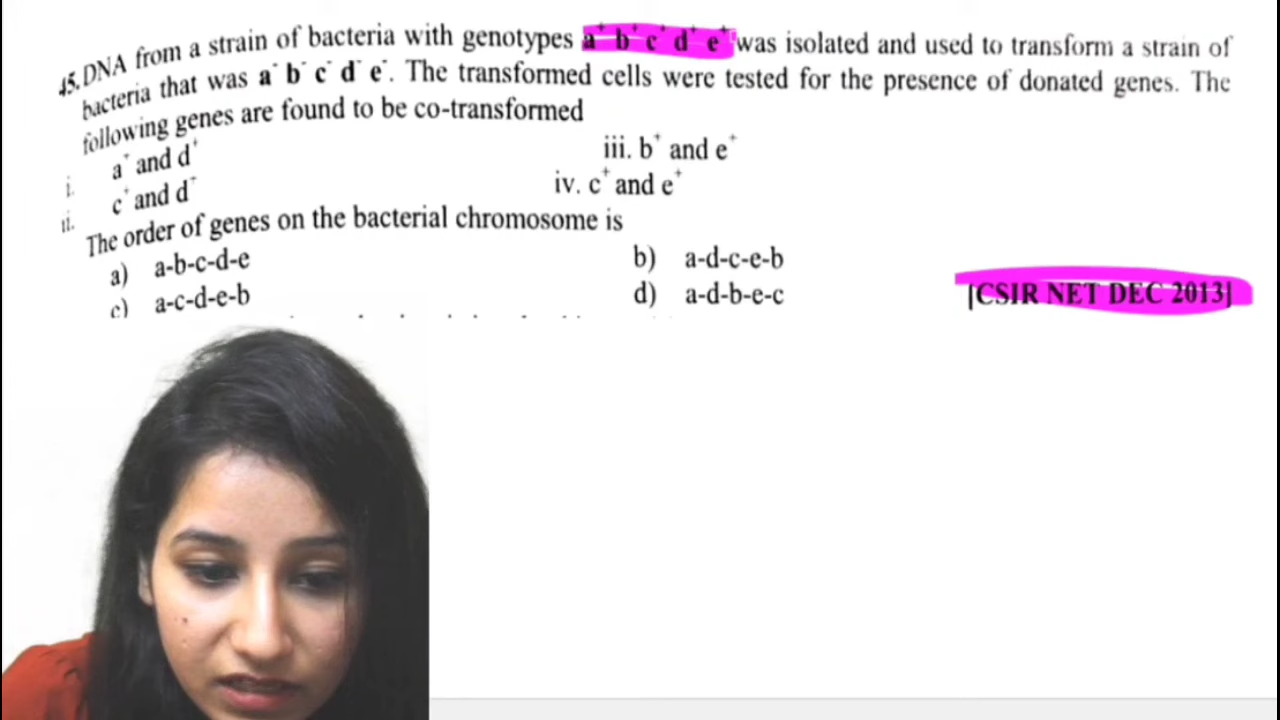 45. DNA from a strain of bacteria with genotypes a⁺ b⁺ c⁺ d⁺ e⁺ was isolated and used to transform a strain of
bacteria that was a⁻ b⁻ c⁻ d⁻ e⁻. The transformed cells were tested for the presence of donated genes. The
following genes are found to be co-transformed
i. a⁺ and d⁺ iii. b⁺ and e⁺
ii. c⁺ and d⁺ iv. c⁺ and e⁺
The order of genes on the bacterial chromosome is
a) a-b-c-d-e b) a-d-c-e-b
c) a-c-d-e-b d) a-d-b-e-c [CSIR NET DEC 2013]